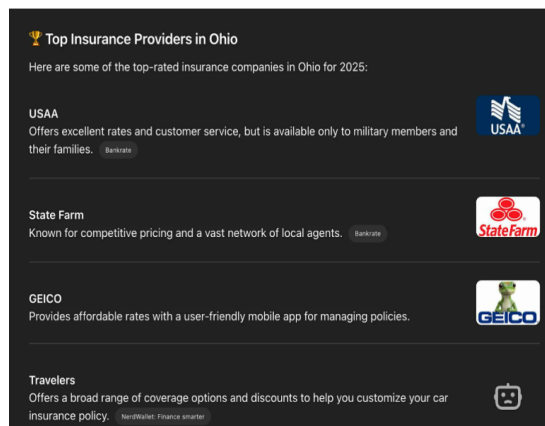 🏆 Top Insurance Providers in Ohio
Here are some of the top-rated insurance companies in Ohio for 2025:
USAA
Offers excellent rates and customer service, but is available only to military members and
their families. Bankrate
USAA®
State Farm
Known for competitive pricing and a vast network of local agents. Bankrate
StateFarm
GEICO
Provides affordable rates with a user-friendly mobile app for managing policies.
GEICO
Travelers
Offers a broad range of coverage options and discounts to help you customize your car
insurance policy. NerdWallet: Finance smarter